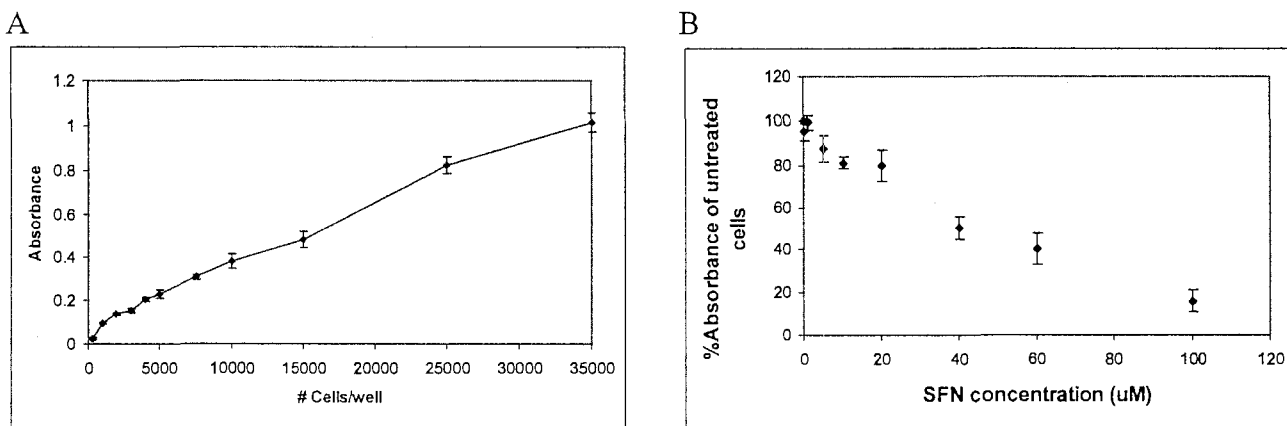 A
1.2
1
0.8
0.6
0.4
0.2
0
Absorbance
0 5000 10000 15000 20000 25000 30000 35000
# Cells/well
B
120
100
80
60
40
20
0
%Absorbance of untreated
cells
0 20 40 60 80 100 120
SFN concentration (uM)